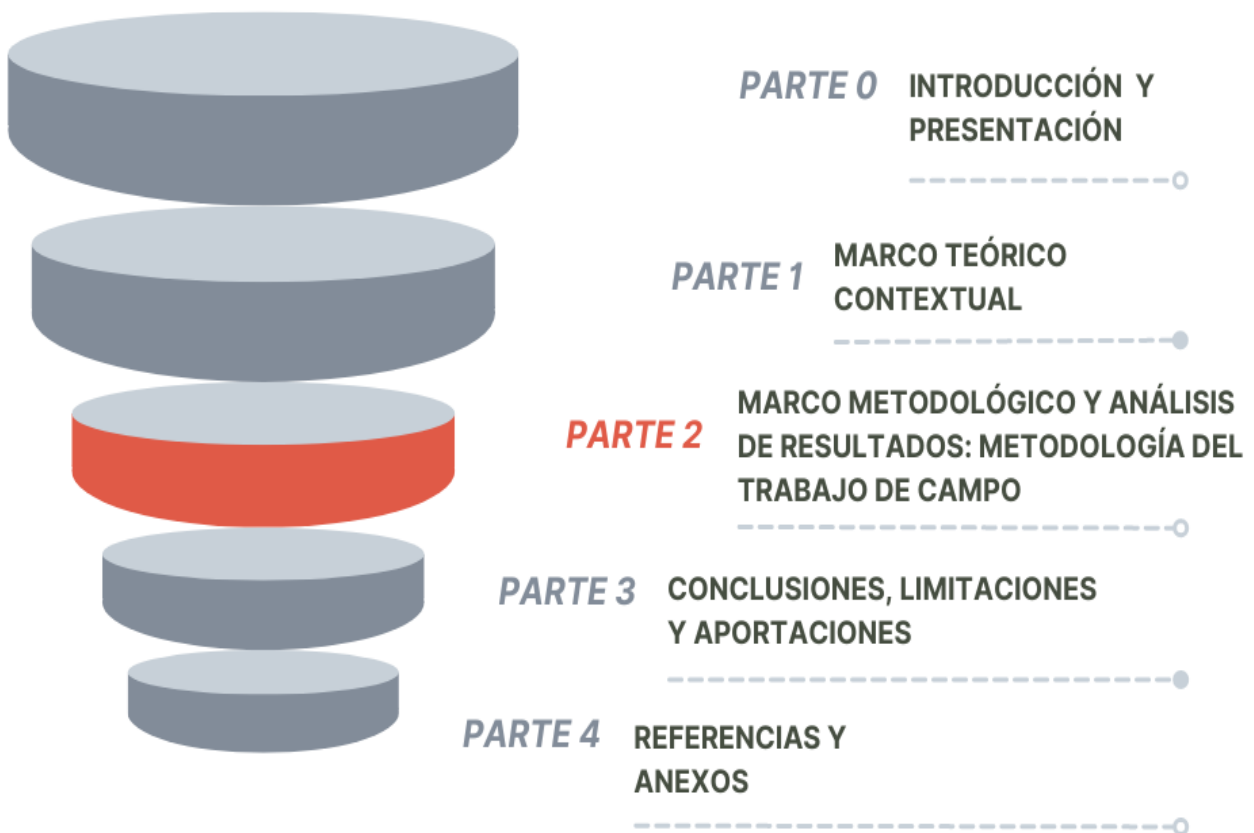 PARTE 0
INTRODUCCIÓN Y
PRESENTACIÓN
PARTE 1
MARCO TEÓRICO
CONTEXTUAL
PARTE 2
MARCO METODOLÓGICO Y ANÁLISIS
DE RESULTADOS: METODOLOGÍA DEL
TRABAJO DE CAMPO
PARTE 3
CONCLUSIONES, LIMITACIONES
Y APORTACIONES
PARTE 4
REFERENCIAS Y
ANEXOS